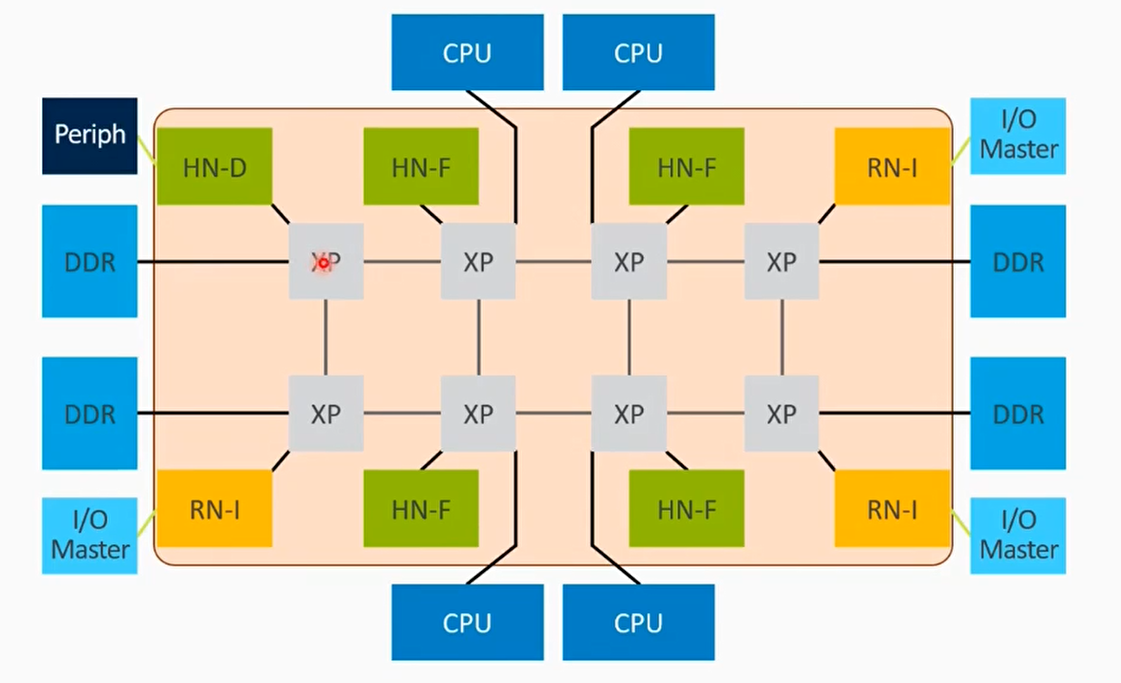 CPU
CPU
Periph
HN-D
HN-F
HN-F
RN-I
I/O
Master
DDR
XP
XP
XP
XP
DDR
DDR
XP
XP
XP
XP
DDR
I/O
Master
RN-I
HN-F
HN-F
RN-I
I/O
Master
CPU
CPU